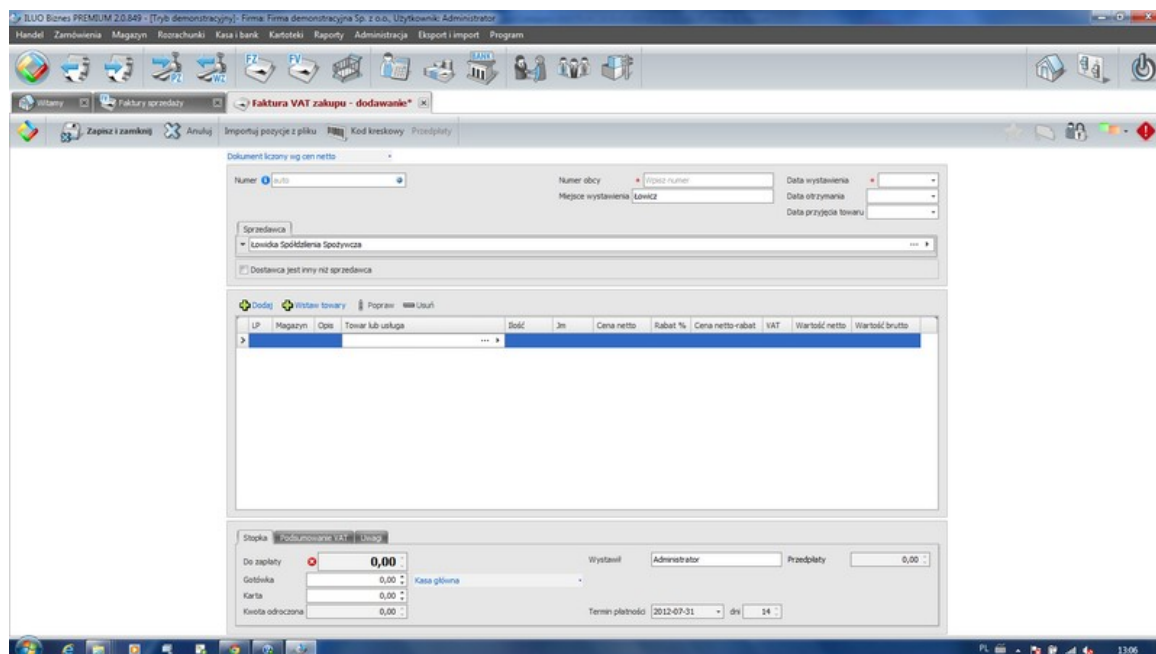 ILUO Biznes PREMIUM 2.0.849 - [Tryb demonstracyjny]- Firma: Firma demonstracyjna Sp. z o.o., Użytkownik: Administrator
Handel Zamówienia Magazyn Rozrachunki Kasa i bank Kartoteki Raporty Administracja Eksport i import Program
PZ WZ FZ FV BANK
Witamy Faktury sprzedaży Faktura VAT zakupu - dodawanie*
Zapisz i zamknij Anuluj Importuj pozycje z pliku Kod kreskowy Przedpłaty
Dokument liczony wg cen netto
Numer auto Numer obcy Wpisz numer Data wystawienia
Miejsce wystawienia Łowicz Data otrzymania
Data przyjęcia towaru
Sprzedawca
Łowicka Spółdzlenia Spożywcza
Dostawca jest inny niż sprzedawca
Dodaj Wstaw towary Popraw Usuń
LP Magazyn Opis Towar lub usługa Ilość Jm Cena netto Rabat % Cena netto-rabat VAT Wartość netto Wartość brutto
Stopka Podsumowanie VAT Uwagi
Do zapłaty 0,00 Wystawił Administrator Przedpłaty 0,00
Gotówka 0,00 Kasa główna
Karta 0,00
Kwota odroczona 0,00 Termin płatności 2012-07-31 dni 14
PL 13:06